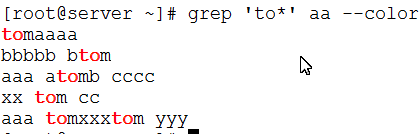 [root@server ~]# grep 'to*' aa --color
tomaaaa
bbbbb btom
aaa atomb cccc
xx tom cc
aaa tomxxxtom yyy